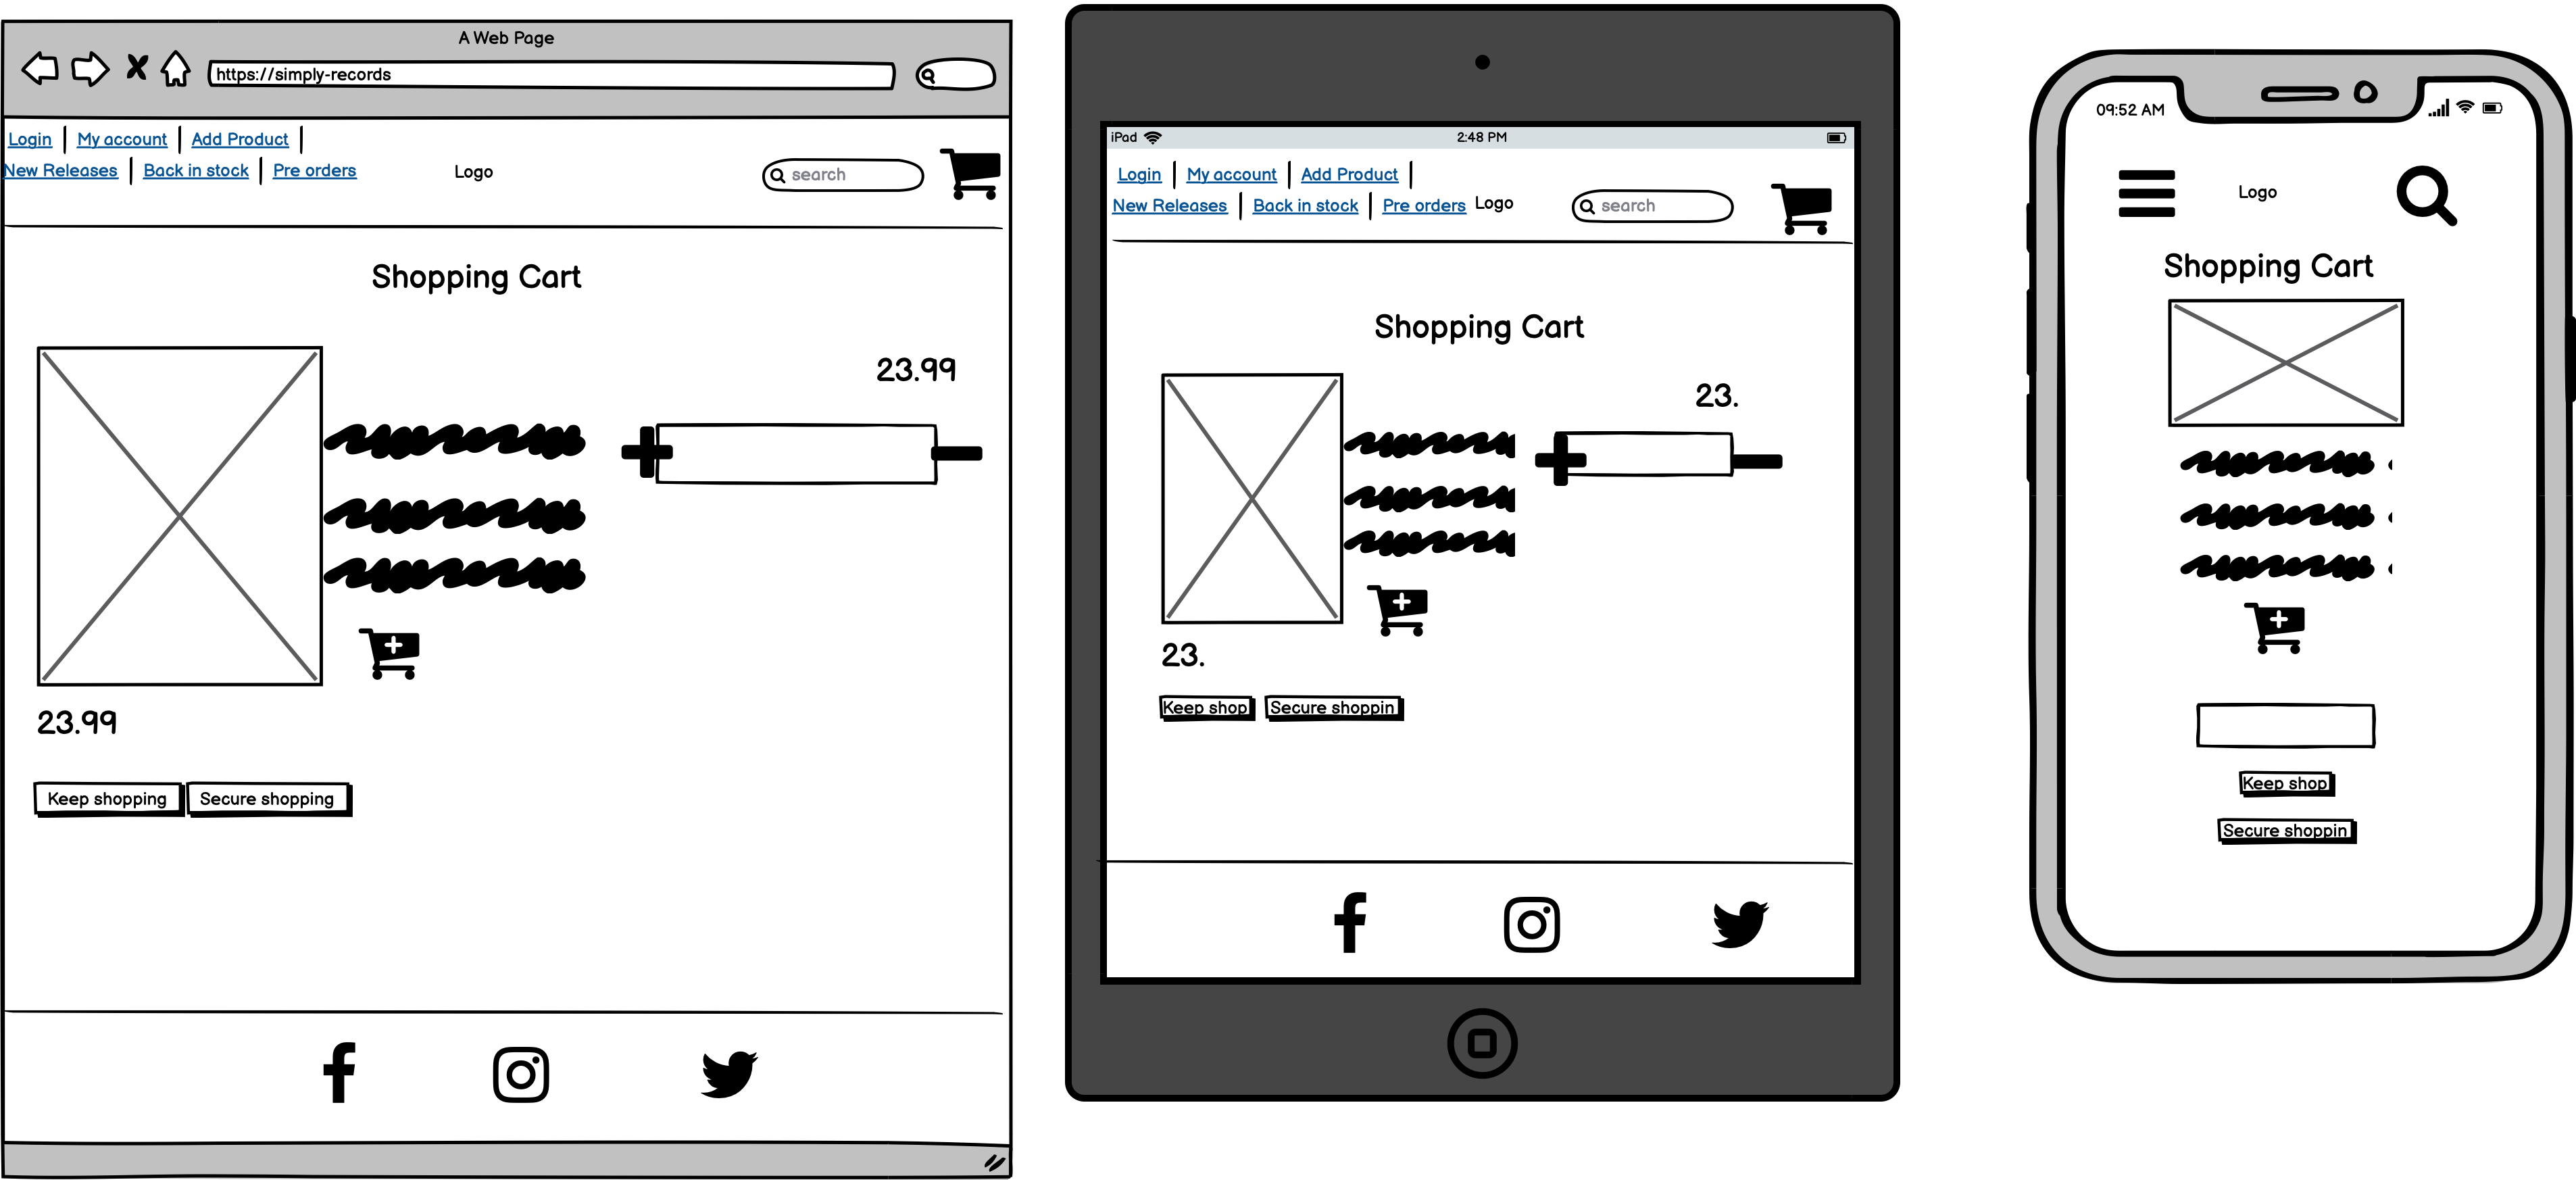 A Web Page
https://simply-records
Login My account Add Product
New Releases Back in stock Pre orders Logo search
Shopping Cart
23.99
23.99
Keep shopping Secure shopping
iPad 2:48 PM
Login My account Add Product
New Releases Back in stock Pre orders Logo search
Shopping Cart
23.
23.
Keep shop Secure shoppin
09:52 AM
Logo
Shopping Cart
Keep shop
Secure shoppin